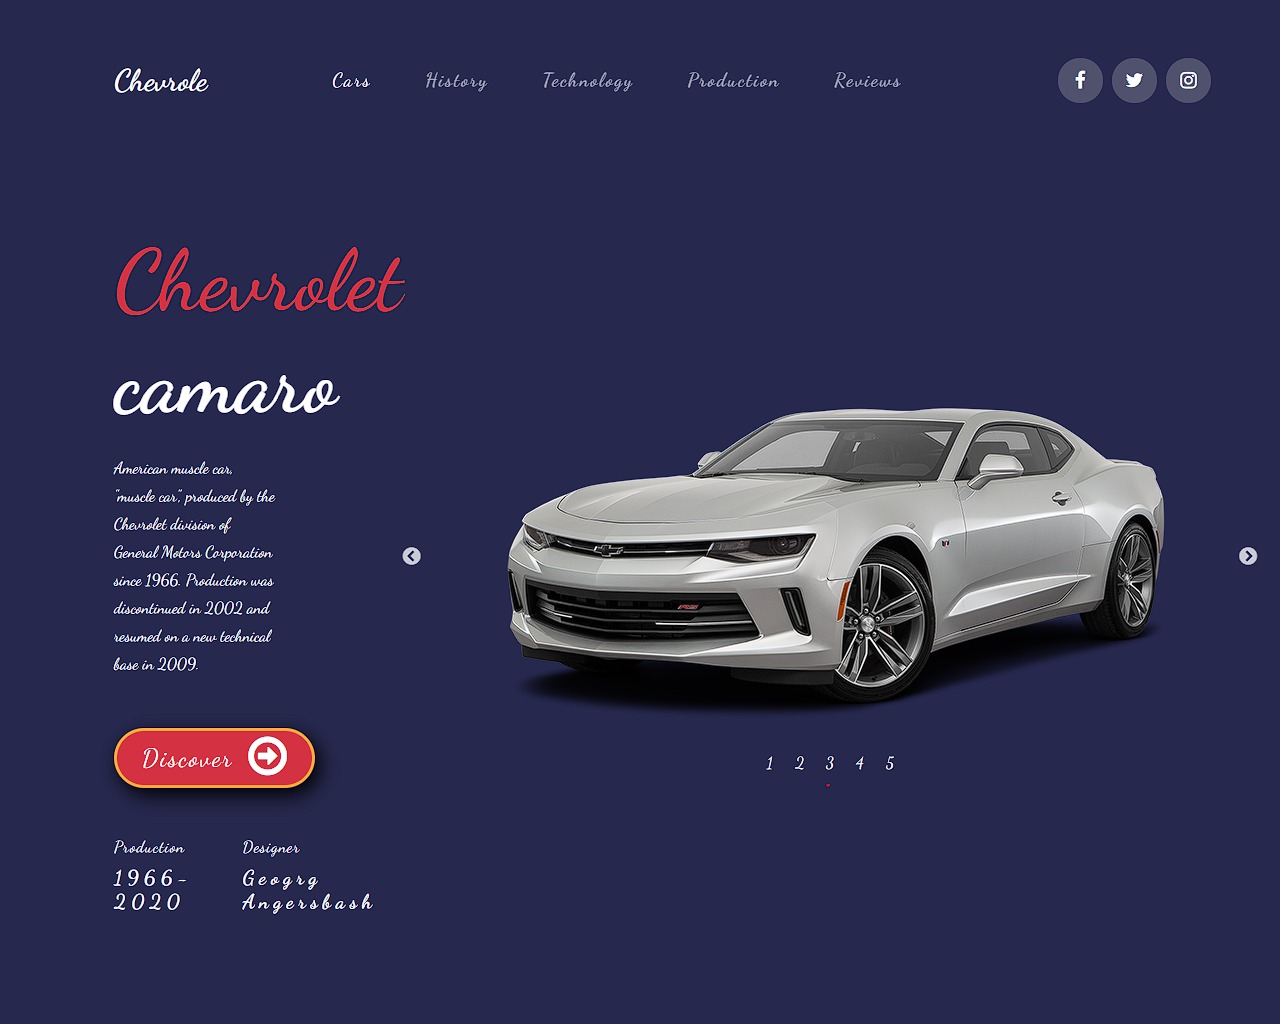 Chevrole
Cars History Technology Production Reviews
Chevrolet
camaro
American muscle car,
"muscle car", produced by the
Chevrolet division of
General Motors Corporation
since 1966. Production was
discontinued in 2002 and
resumed on a new technical
base in 2009.
Discover
1 2 3 4 5
Production Designer
1966- Geogrg
2020 Angersbash
RS